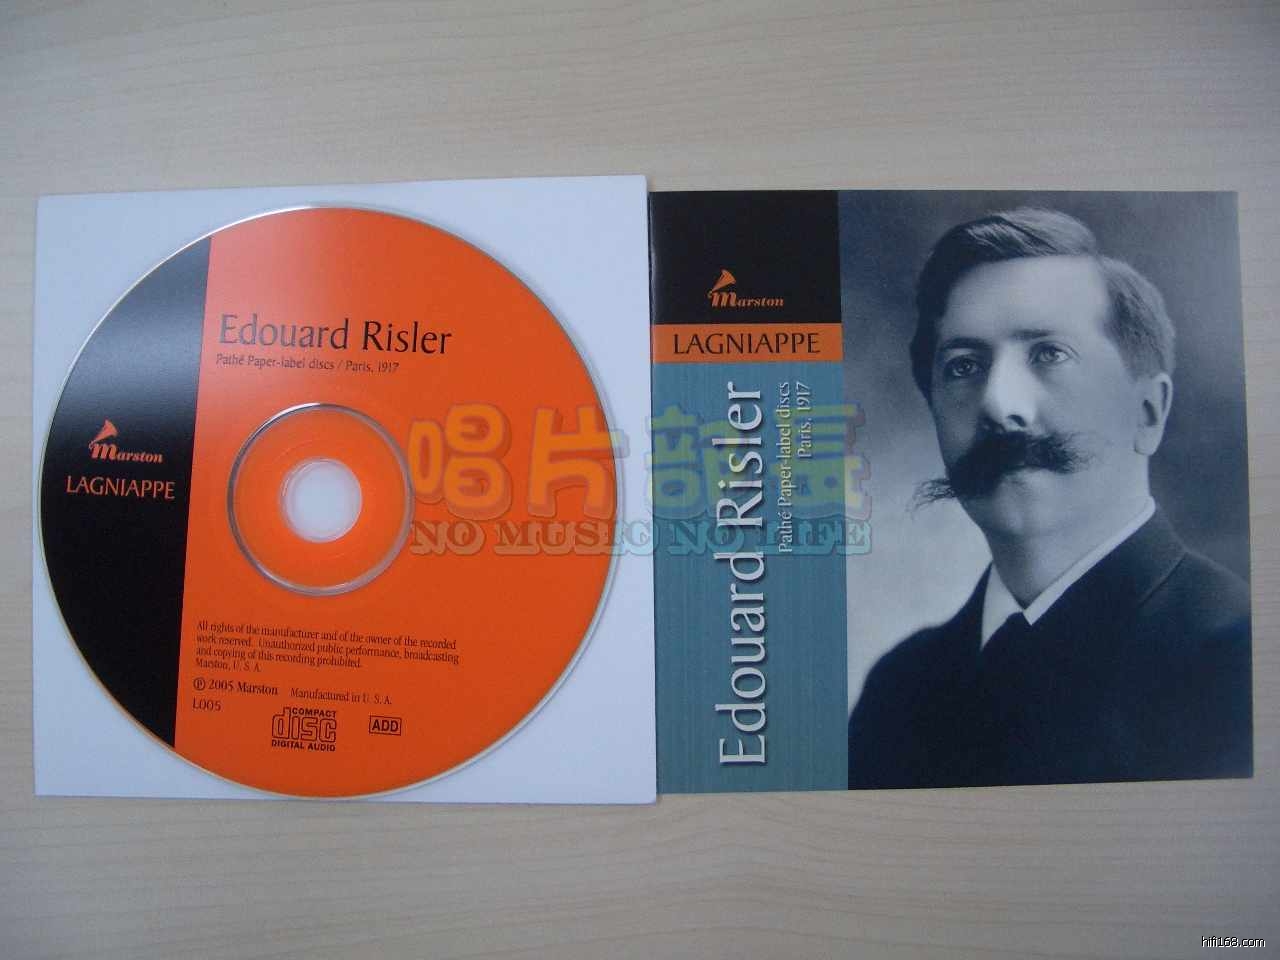 Edouard Risler
Pathé Paper-label discs / Paris, 1917
Marston
LAGNIAPPE
All rights of the manufacturer and of the owner of the recorded
work reserved. Unauthorized public performance, broadcasting
and copying of this recording prohibited.
Marston, U. S. A.
℗ 2005 Marston Manufactured in U. S. A.
L005
COMPACT
disc
DIGITAL AUDIO
ADD
Marston
LAGNIAPPE
Edouard Risler
Pathé Paper-label discs
Paris, 1917
唱片部長
NO MUSIC NO LIFE
hifi168.com